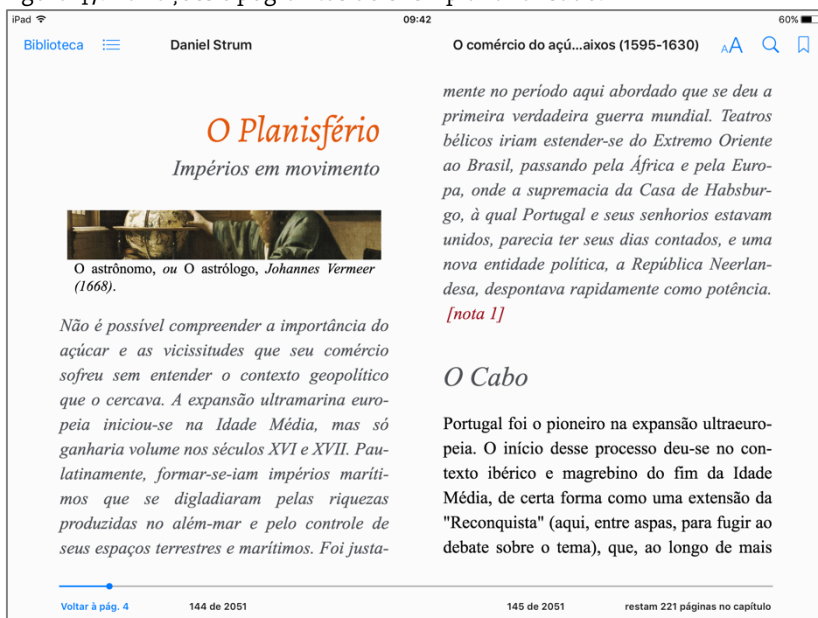 iPad
09:42
60%
Biblioteca
Daniel Strum
O comércio do açú...aixos (1595-1630)
AA
O Planisfério
Impérios em movimento
O astrônomo, ou O astrólogo, Johannes Vermeer
(1668).
Não é possível compreender a importância do
açúcar e as vicissitudes que seu comércio
sofreu sem entender o contexto geopolítico
que o cercava. A expansão ultramarina euro-
peia iniciou-se na Idade Média, mas só
ganharia volume nos séculos XVI e XVII. Pau-
latinamente, formar-se-iam impérios maríti-
mos que se digladiaram pelas riquezas
produzidas no além-mar e pelo controle de
seus espaços terrestres e marítimos. Foi justa-
mente no período aqui abordado que se deu a
primeira verdadeira guerra mundial. Teatros
bélicos iriam estender-se do Extremo Oriente
ao Brasil, passando pela África e pela Euro-
pa, onde a supremacia da Casa de Habsbur-
go, à qual Portugal e seus senhorios estavam
unidos, parecia ter seus dias contados, e uma
nova entidade política, a República Neerlan-
desa, despontava rapidamente como potência.
[nota 1]
O Cabo
Portugal foi o pioneiro na expansão ultraeuro-
peia. O início desse processo deu-se no con-
texto ibérico e magrebino do fim da Idade
Média, de certa forma como uma extensão da
"Reconquista" (aqui, entre aspas, para fugir ao
debate sobre o tema), que, ao longo de mais
Voltar à pág. 4
144 de 2051
145 de 2051
restam 221 páginas no capítulo